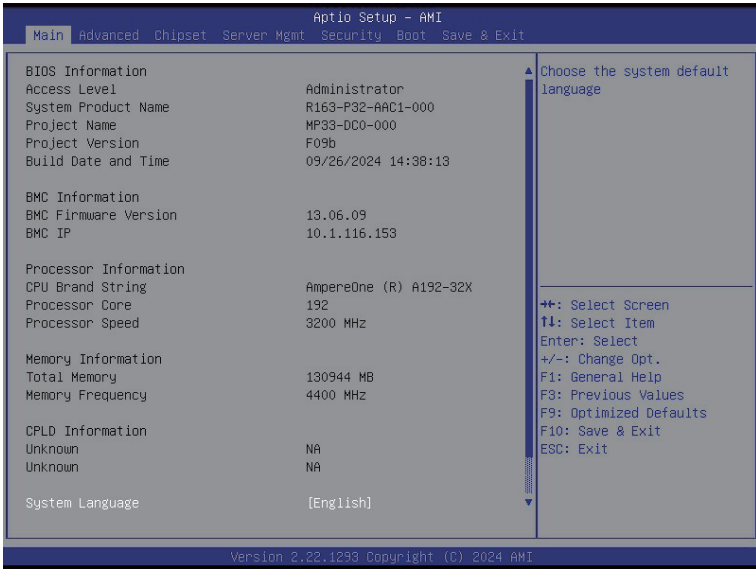 Aptio Setup – AMI
Main Advanced Chipset Server Mgmt Security Boot Save & Exit
BIOS Information
Access Level Administrator
System Product Name R163-P32-AAC1-000
Project Name MP33-DC0-000
Project Version F09b
Build Date and Time 09/26/2024 14:38:13
BMC Information
BMC Firmware Version 13.06.09
BMC IP 10.1.116.153
Processor Information
CPU Brand String AmpereOne (R) A192-32X
Processor Core 192
Processor Speed 3200 MHz
Memory Information
Total Memory 130944 MB
Memory Frequency 4400 MHz
CPLD Information
Unknown NA
Unknown NA
System Language [English]
Choose the system default
language
→←: Select Screen
↑↓: Select Item
Enter: Select
+/-: Change Opt.
F1: General Help
F3: Previous Values
F9: Optimized Defaults
F10: Save & Exit
ESC: Exit
Version 2.22.1293 Copyright (C) 2024 AMI